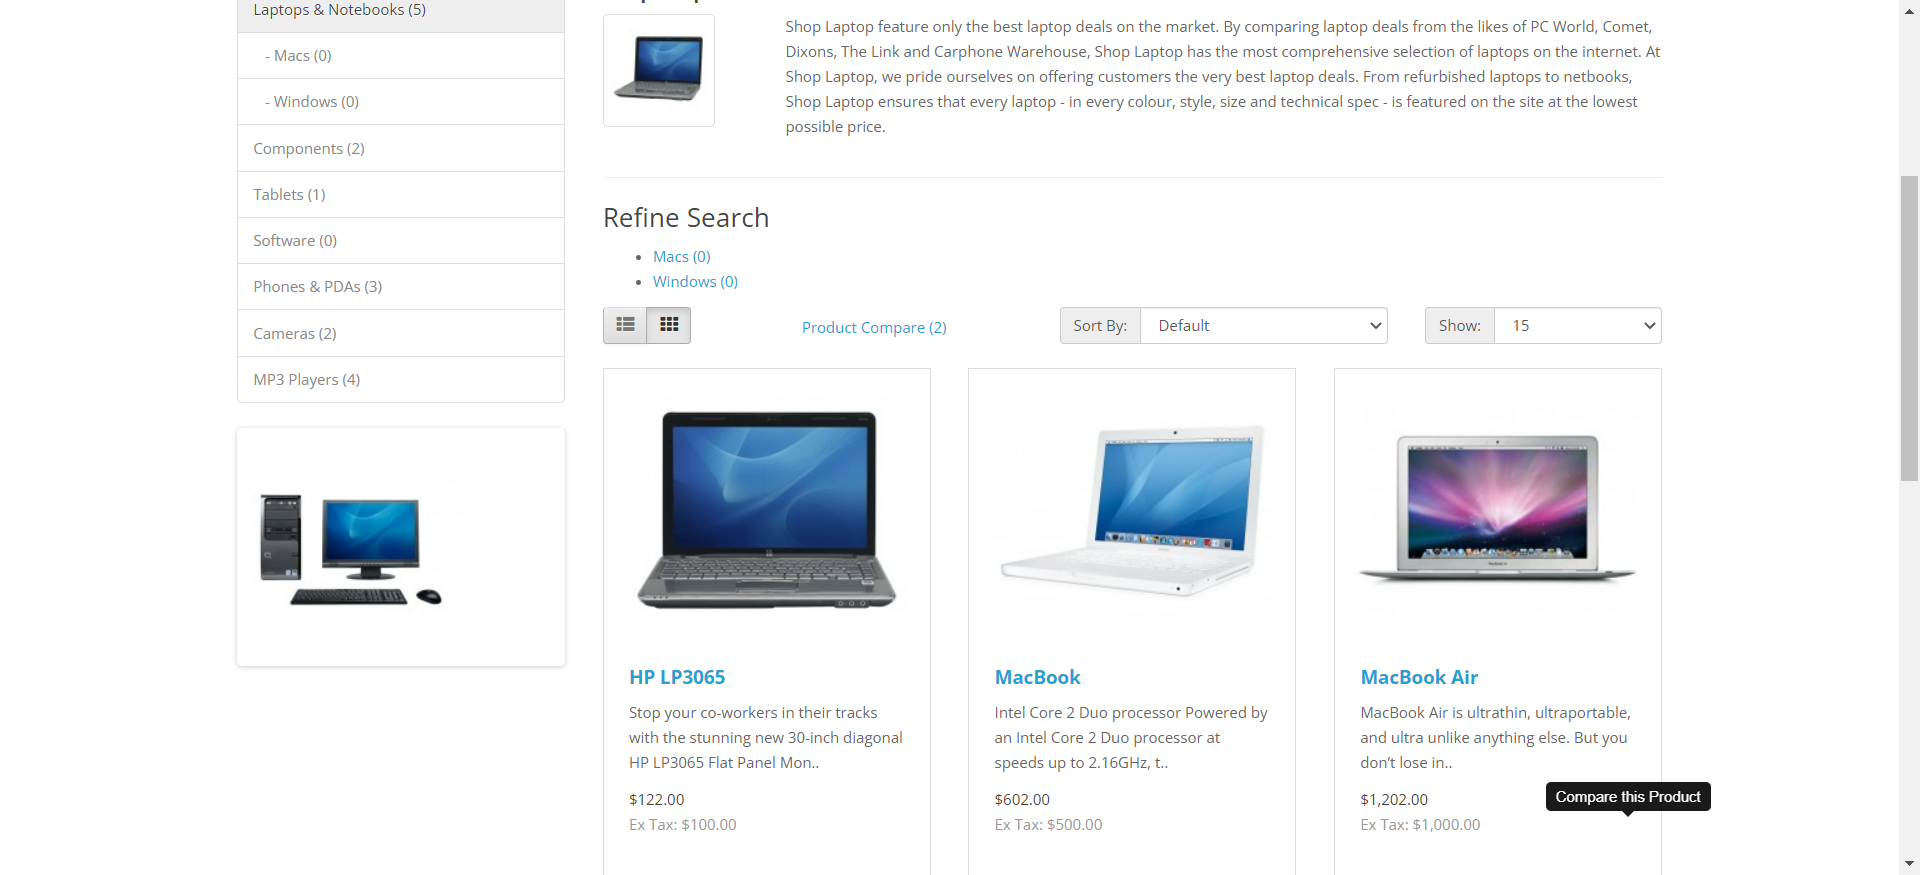 Laptops & Notebooks (5)
- Macs (0)
- Windows (0)
Components (2)
Tablets (1)
Software (0)
Phones & PDAs (3)
Cameras (2)
MP3 Players (4)
Shop Laptop feature only the best laptop deals on the market. By comparing laptop deals from the likes of PC World, Comet,
Dixons, The Link and Carphone Warehouse, Shop Laptop has the most comprehensive selection of laptops on the internet. At
Shop Laptop, we pride ourselves on offering customers the very best laptop deals. From refurbished laptops to netbooks,
Shop Laptop ensures that every laptop - in every colour, style, size and technical spec - is featured on the site at the lowest
possible price.
Refine Search
Macs (0)
Windows (0)
Product Compare (2)
Sort By: Default
Show: 15
HP LP3065
Stop your co-workers in their tracks
with the stunning new 30-inch diagonal
HP LP3065 Flat Panel Mon..
$122.00
Ex Tax: $100.00
MacBook
Intel Core 2 Duo processor Powered by
an Intel Core 2 Duo processor at
speeds up to 2.16GHz, t..
$602.00
Ex Tax: $500.00
MacBook Air
MacBook Air is ultrathin, ultraportable,
and ultra unlike anything else. But you
don't lose in..
$1,202.00
Ex Tax: $1,000.00
Compare this Product